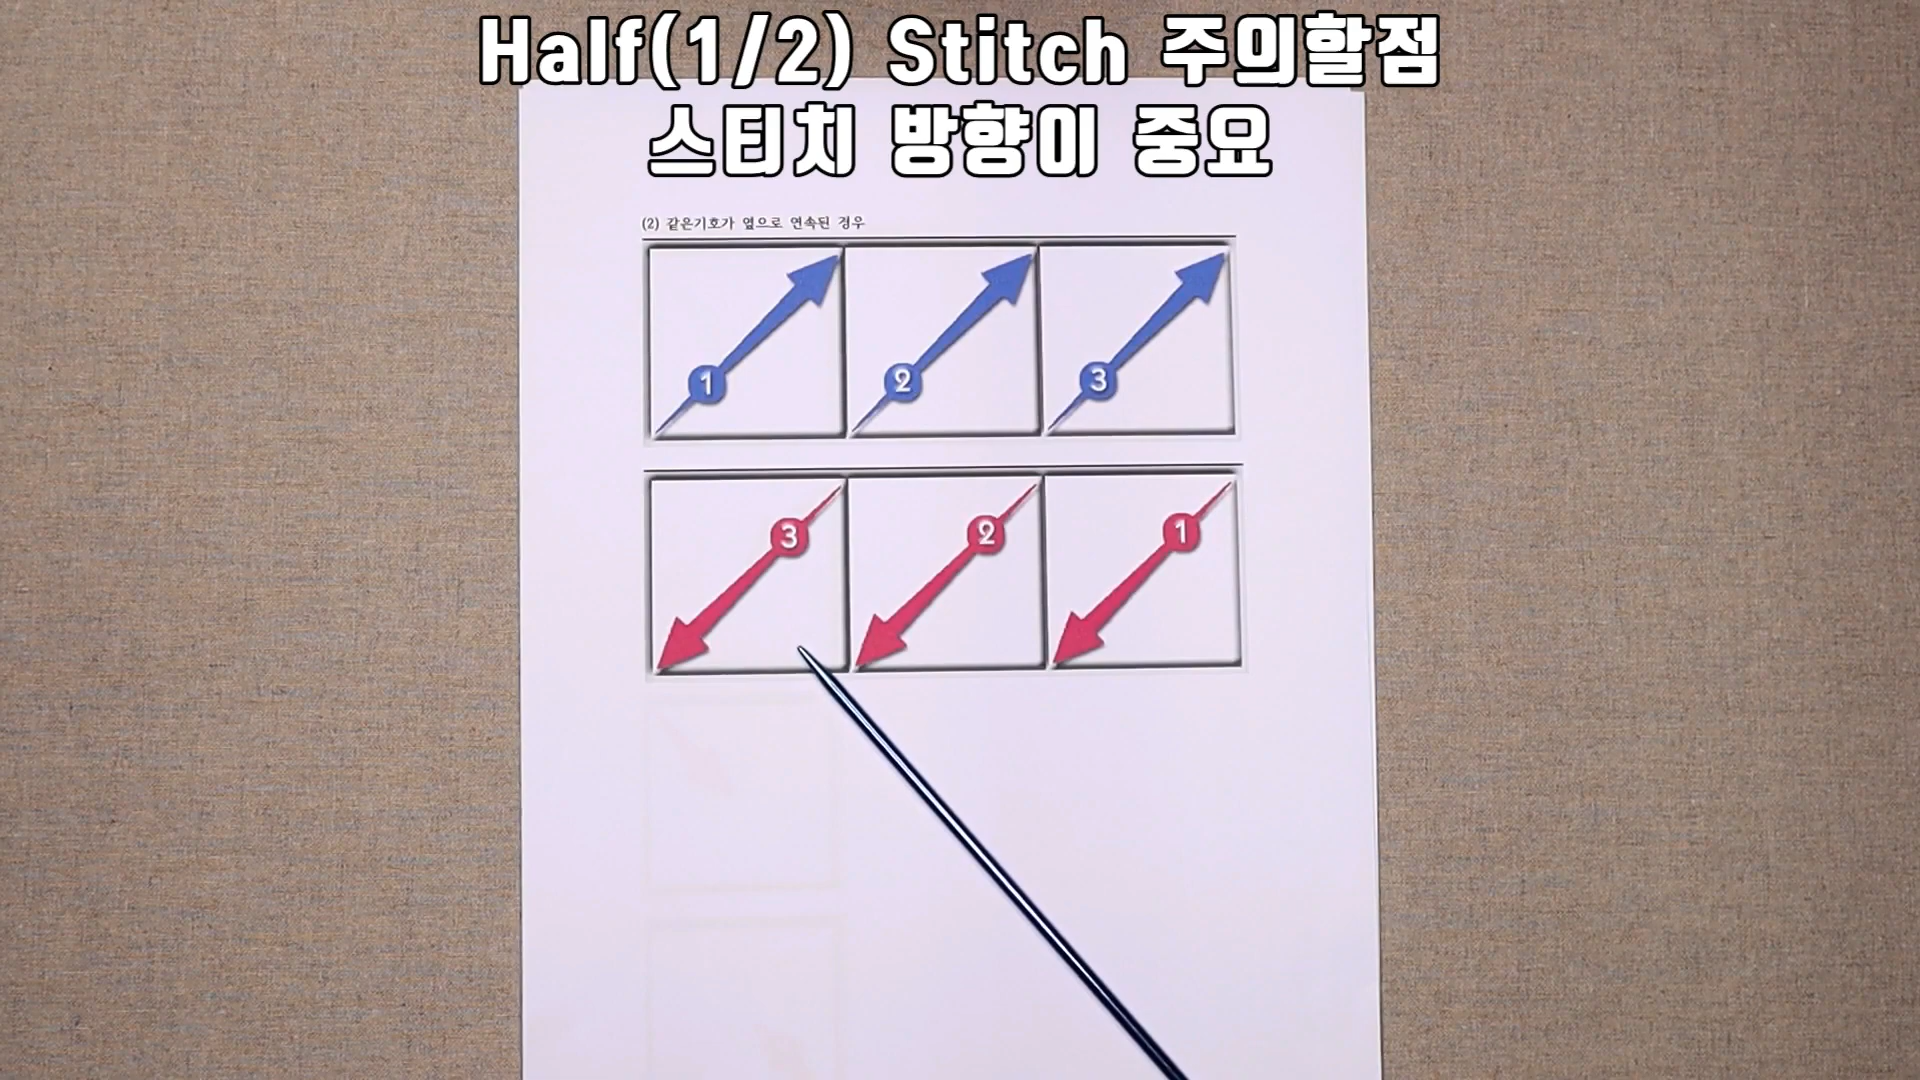 Half(1/2) Stitch 주의할점
스티치 방향이 중요
(2) 같은기호가 옆으로 연속된 경우
1 2 3
3 2 1